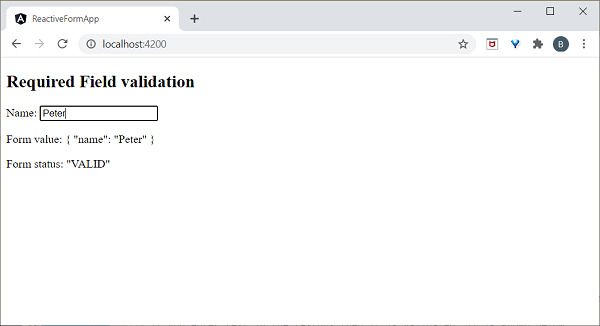 ReactiveFormApp
localhost:4200
B
Required Field validation
Name: Peter
Form value: { "name": "Peter" }
Form status: "VALID"